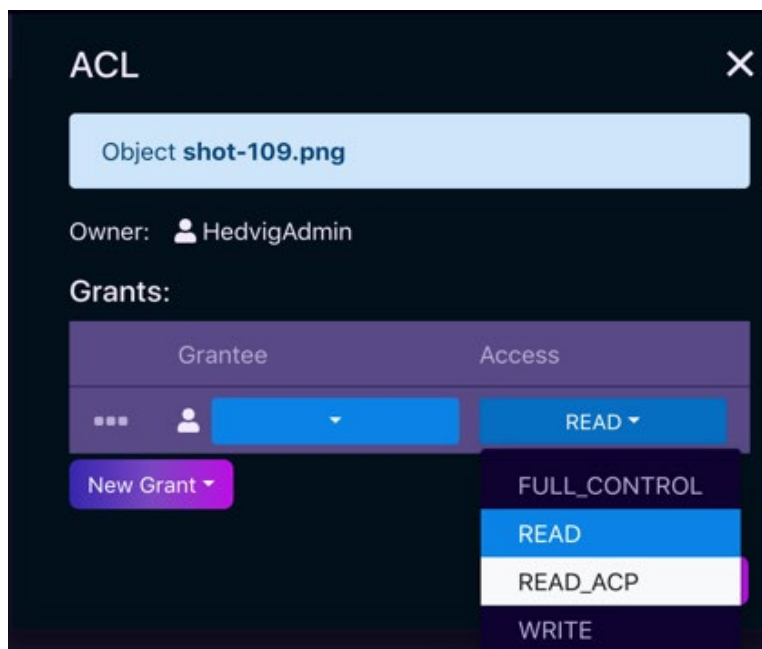 ACL
Object shot-109.png
Owner: HedvigAdmin
Grants:
Grantee Access
READ
New Grant
FULL_CONTROL
READ
READ_ACP
WRITE